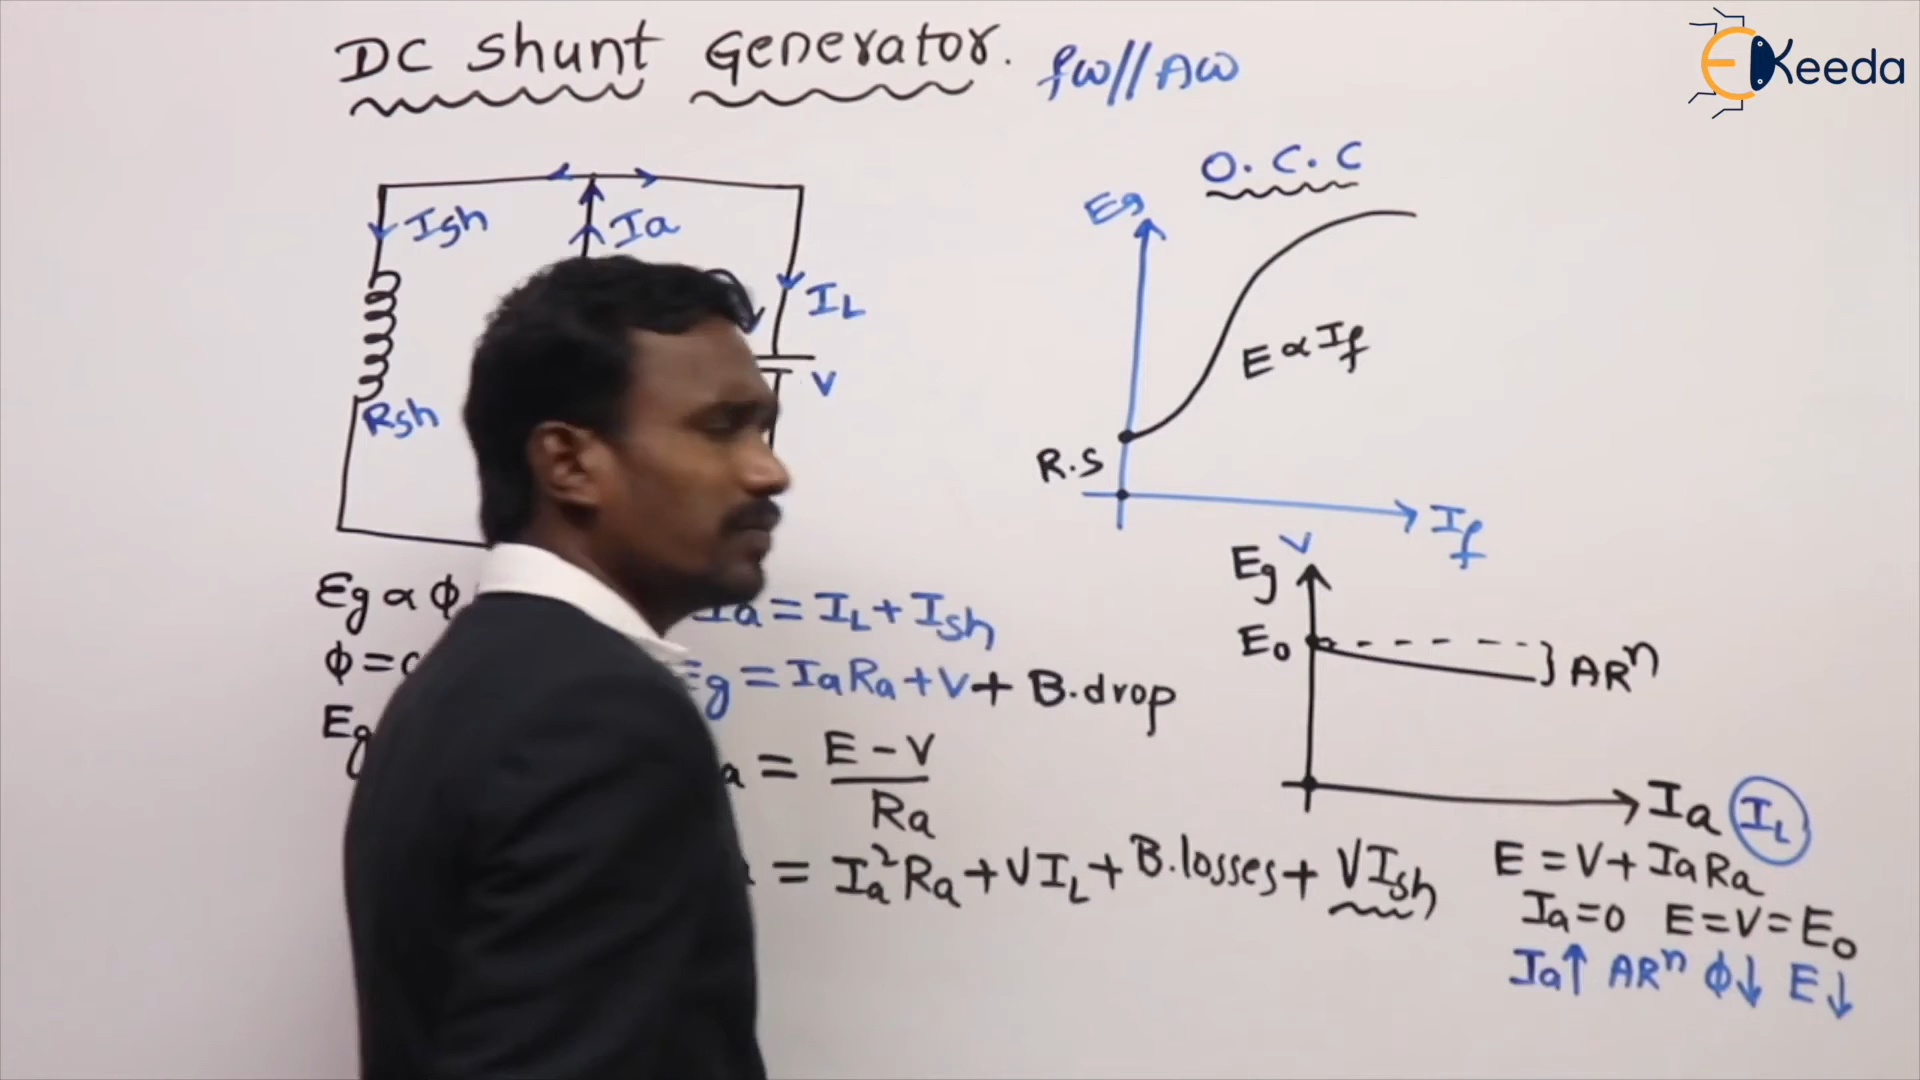 DC Shunt Generator.
fw//Aw
EKeeda
O.C.C
Ish
Ia
IL
Eg
E ∝ If
V
Rsh
R.S
If
Eg V
Eg ∝ ϕ
Ia = IL + Ish
E0
ARⁿ
ϕ =
Eg = IaRa + V + B.drop
Eg
a = E - V
Ra
Ia IL
= Ia²Ra + VIL + B.losses + VIsh
E = V + IaRa
Ia = 0 E = V = E0
Ia↑ ARⁿ ϕ↓ E↓